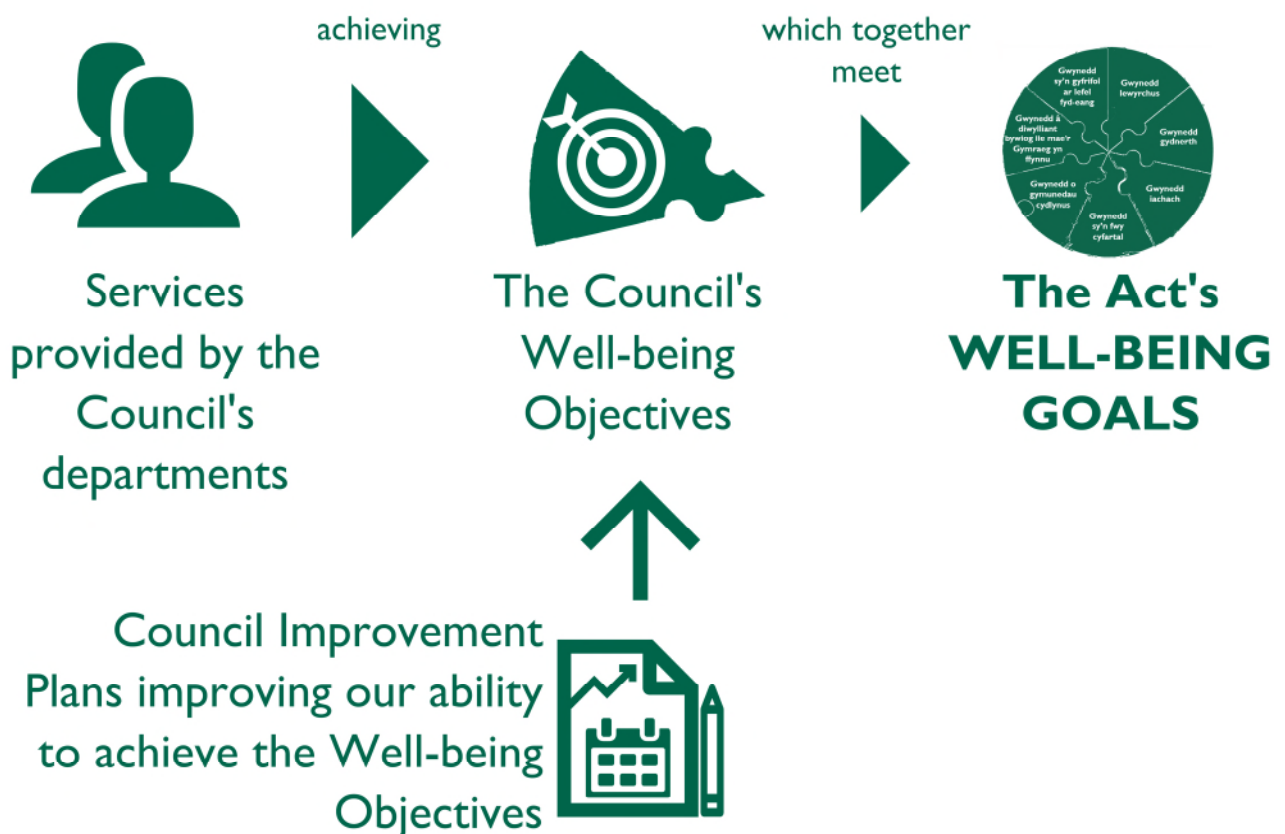 achieving
which together
meet
Gwynedd
sy'n gyfrifol
ar lefel
fyd-eang
Gwynedd
lewyrchus
Gwynedd
gydnerth
Gwynedd
iachach
Gwynedd
sy'n fwy
cyfartal
Gwynedd o
gymunedau
cydlynus
Gwynedd â
diwylliant
bywiog lle mae'r
Gymraeg yn
ffynnu
Services
provided by the
Council's
departments
The Council's
Well-being
Objectives
The Act's
WELL-BEING
GOALS
Council Improvement
Plans improving our ability
to achieve the Well-being
Objectives